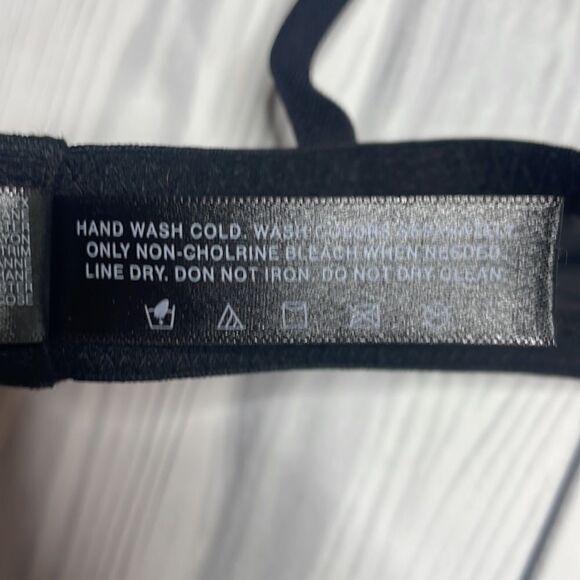 HAND WASH COLD. WASH COLORS SEPARATELY
ONLY NON-CHOLRINE BLEACH WHEN NEEDED.
LINE DRY. DON NOT IRON. DO NOT DRY CLEAN